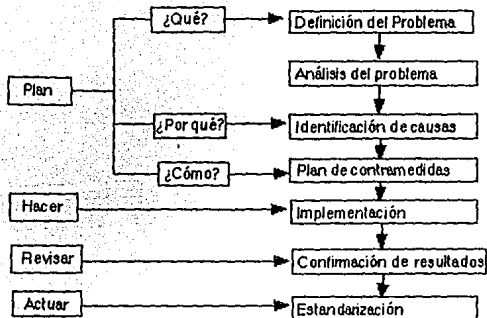 ¿Qué?
Definición del Problema
Análisis del problema
Plan
¿Por qué?
Identificación de causas
¿Cómo?
Plan de contramedidas
Hacer
Implementación
Revisar
Confirmación de resultados
Actuar
Estandarización